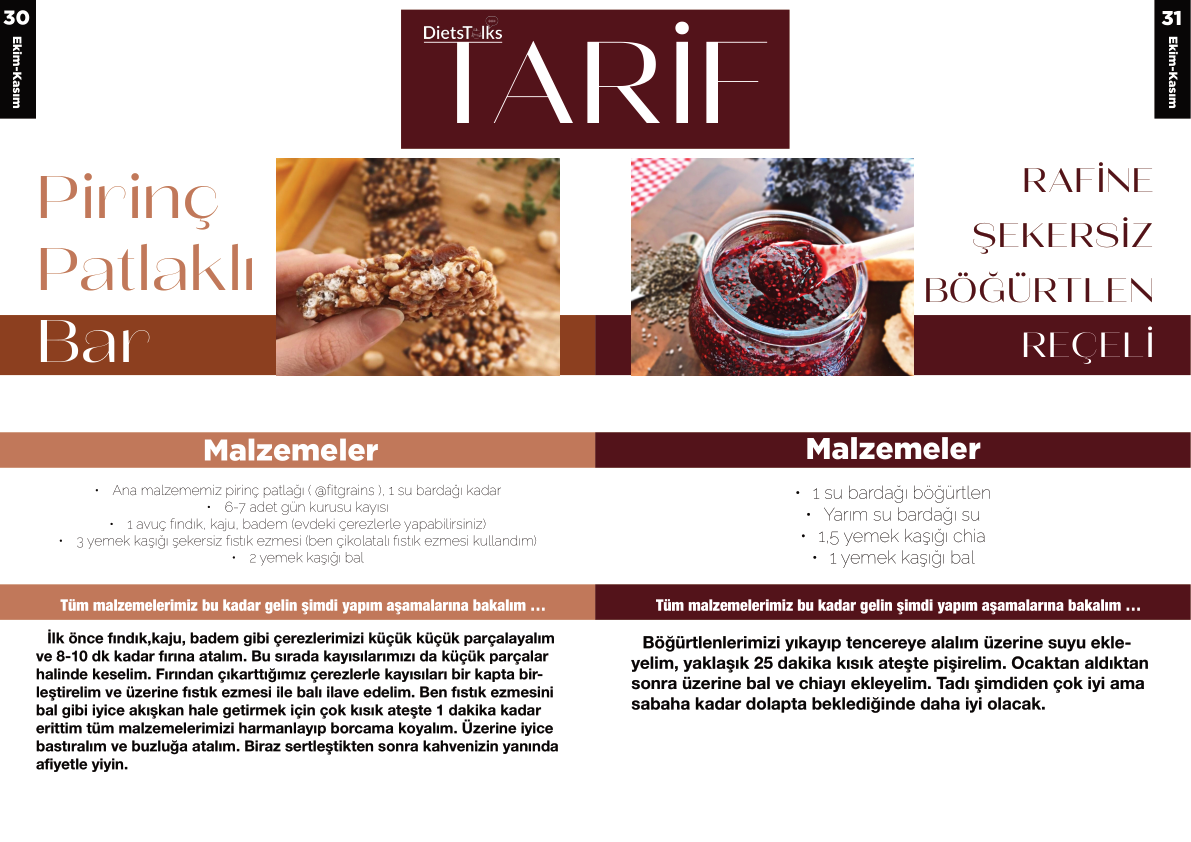 30
Ekim-Kasım
DietsTalks
TARİF
31
Ekim-Kasım
Pirinç
Patlaklı
Bar
RAFİNE
ŞEKERSİZ
BÖĞÜRTLEN
REÇELİ
Malzemeler
• Ana malzememiz pirinç patlağı ( @fitgrains ), 1 su bardağı kadar
• 6-7 adet gün kurusu kayısı
• 1 avuç fındık, kaju, badem (evdeki çerezlerle yapabilirsiniz)
• 3 yemek kaşığı şekersiz fıstık ezmesi (ben çikolatalı fıstık ezmesi kullandım)
• 2 yemek kaşığı bal
Tüm malzemelerimiz bu kadar gelin şimdi yapım aşamalarına bakalım …
İlk önce fındık,kaju, badem gibi çerezlerimizi küçük küçük parçalayalım
ve 8-10 dk kadar fırına atalım. Bu sırada kayısılarımızı da küçük parçalar
halinde keselim. Fırından çıkarttığımız çerezlerle kayısıları bir kapta bir-
leştirelim ve üzerine fıstık ezmesi ile balı ilave edelim. Ben fıstık ezmesini
bal gibi iyice akışkan hale getirmek için çok kısık ateşte 1 dakika kadar
erittim tüm malzemelerimizi harmanlayıp borcama koyalım. Üzerine iyice
bastıralım ve buzluğa atalım. Biraz sertleştikten sonra kahvenizin yanında
afiyetle yiyin.
Malzemeler
• 1 su bardağı böğürtlen
• Yarım su bardağı su
• 1,5 yemek kaşığı chia
• 1 yemek kaşığı bal
Tüm malzemelerimiz bu kadar gelin şimdi yapım aşamalarına bakalım …
Böğürtlenlerimizi yıkayıp tencereye alalım üzerine suyu ekle-
yelim, yaklaşık 25 dakika kısık ateşte pişirelim. Ocaktan aldıktan
sonra üzerine bal ve chiayı ekleyelim. Tadı şimdiden çok iyi ama
sabaha kadar dolapta beklediğinde daha iyi olacak.